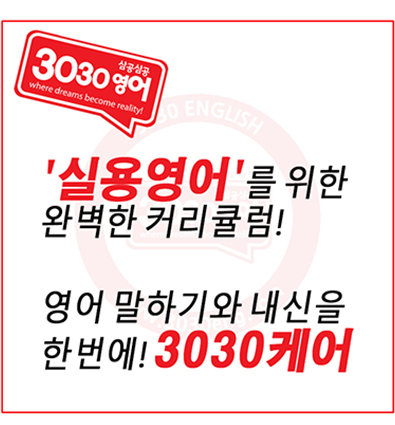 삼공삼공
3030 영어
where dreams become reality!
'실용영어'를 위한
완벽한 커리큘럼!
영어 말하기와 내신을
한번에! 3030케어